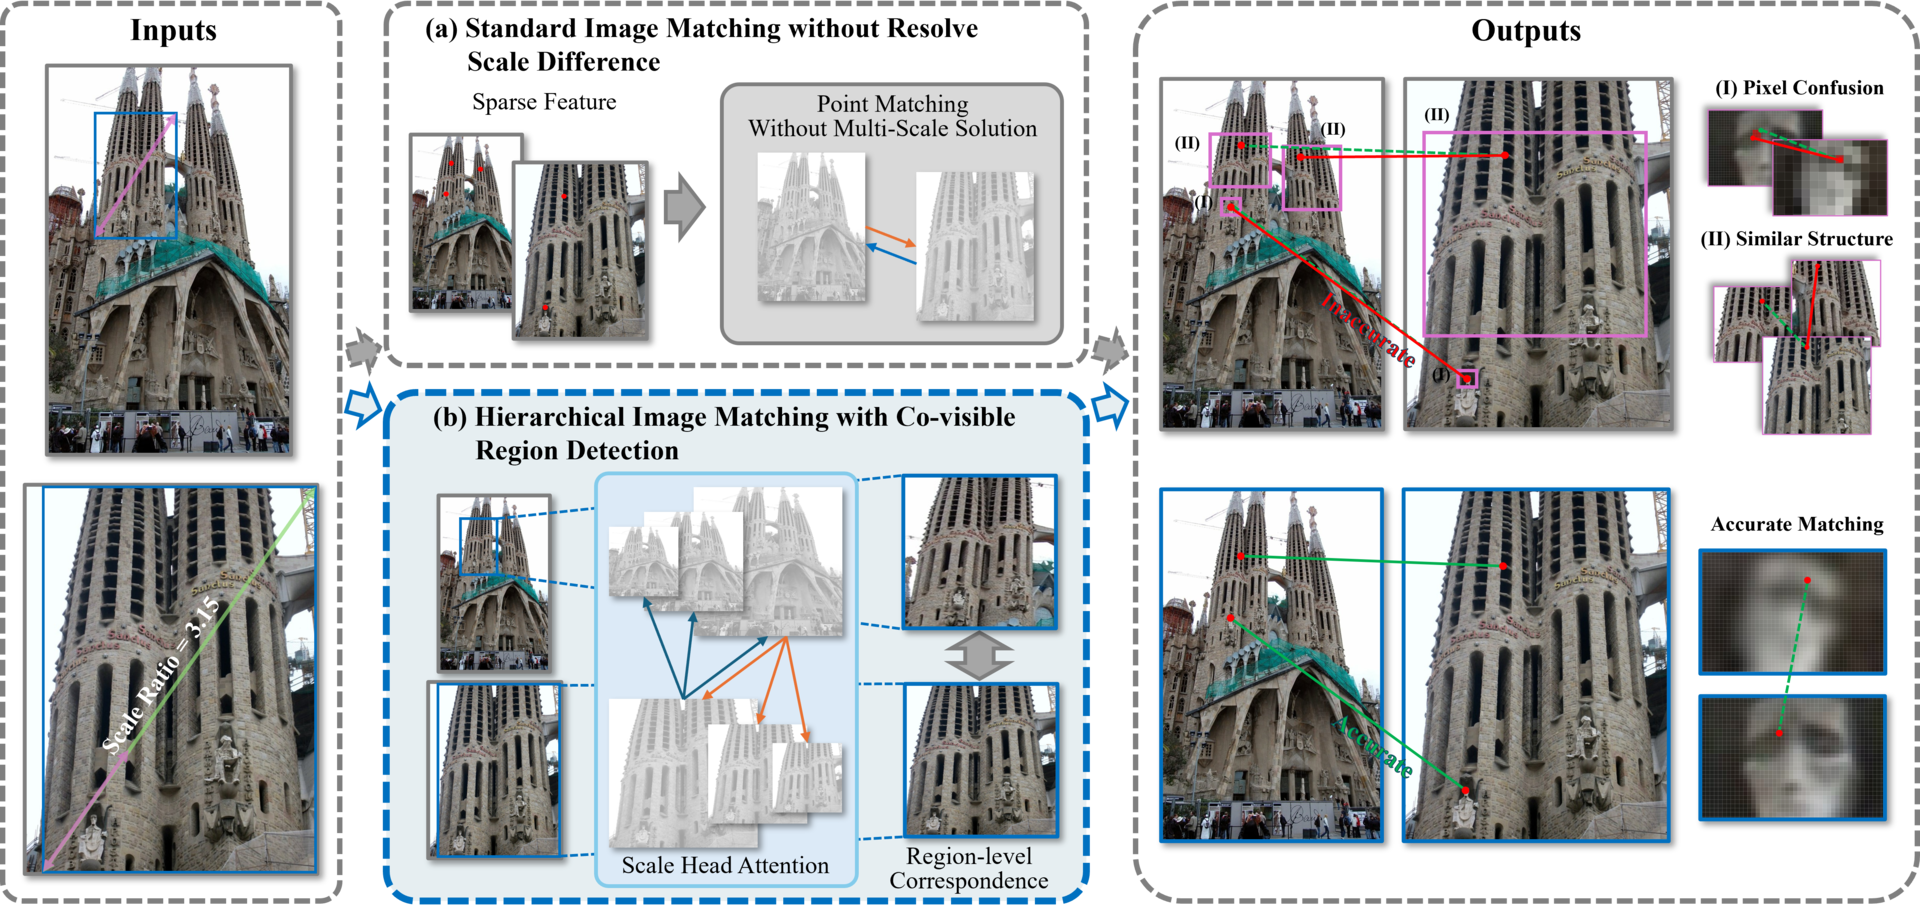 Inputs
Scale Ratio = 3.15
(a) Standard Image Matching without Resolve
Scale Difference
Sparse Feature
Point Matching
Without Multi-Scale Solution
(b) Hierarchical Image Matching with Co-visible
Region Detection
Scale Head Attention
Region-level
Correspondence
Outputs
(II)
(II)
(II)
(I)
(I)
Inaccurate
(I) Pixel Confusion
(II) Similar Structure
Accurate
Accurate Matching